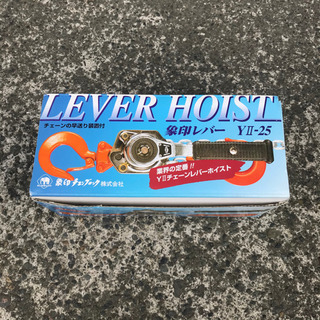 LEVER HOIST
チェーンの早送り装置付
象印レバー YⅡ-25
業界の定番!!
YⅡチェーンレバーホイスト
象印チェンブロック株式会社